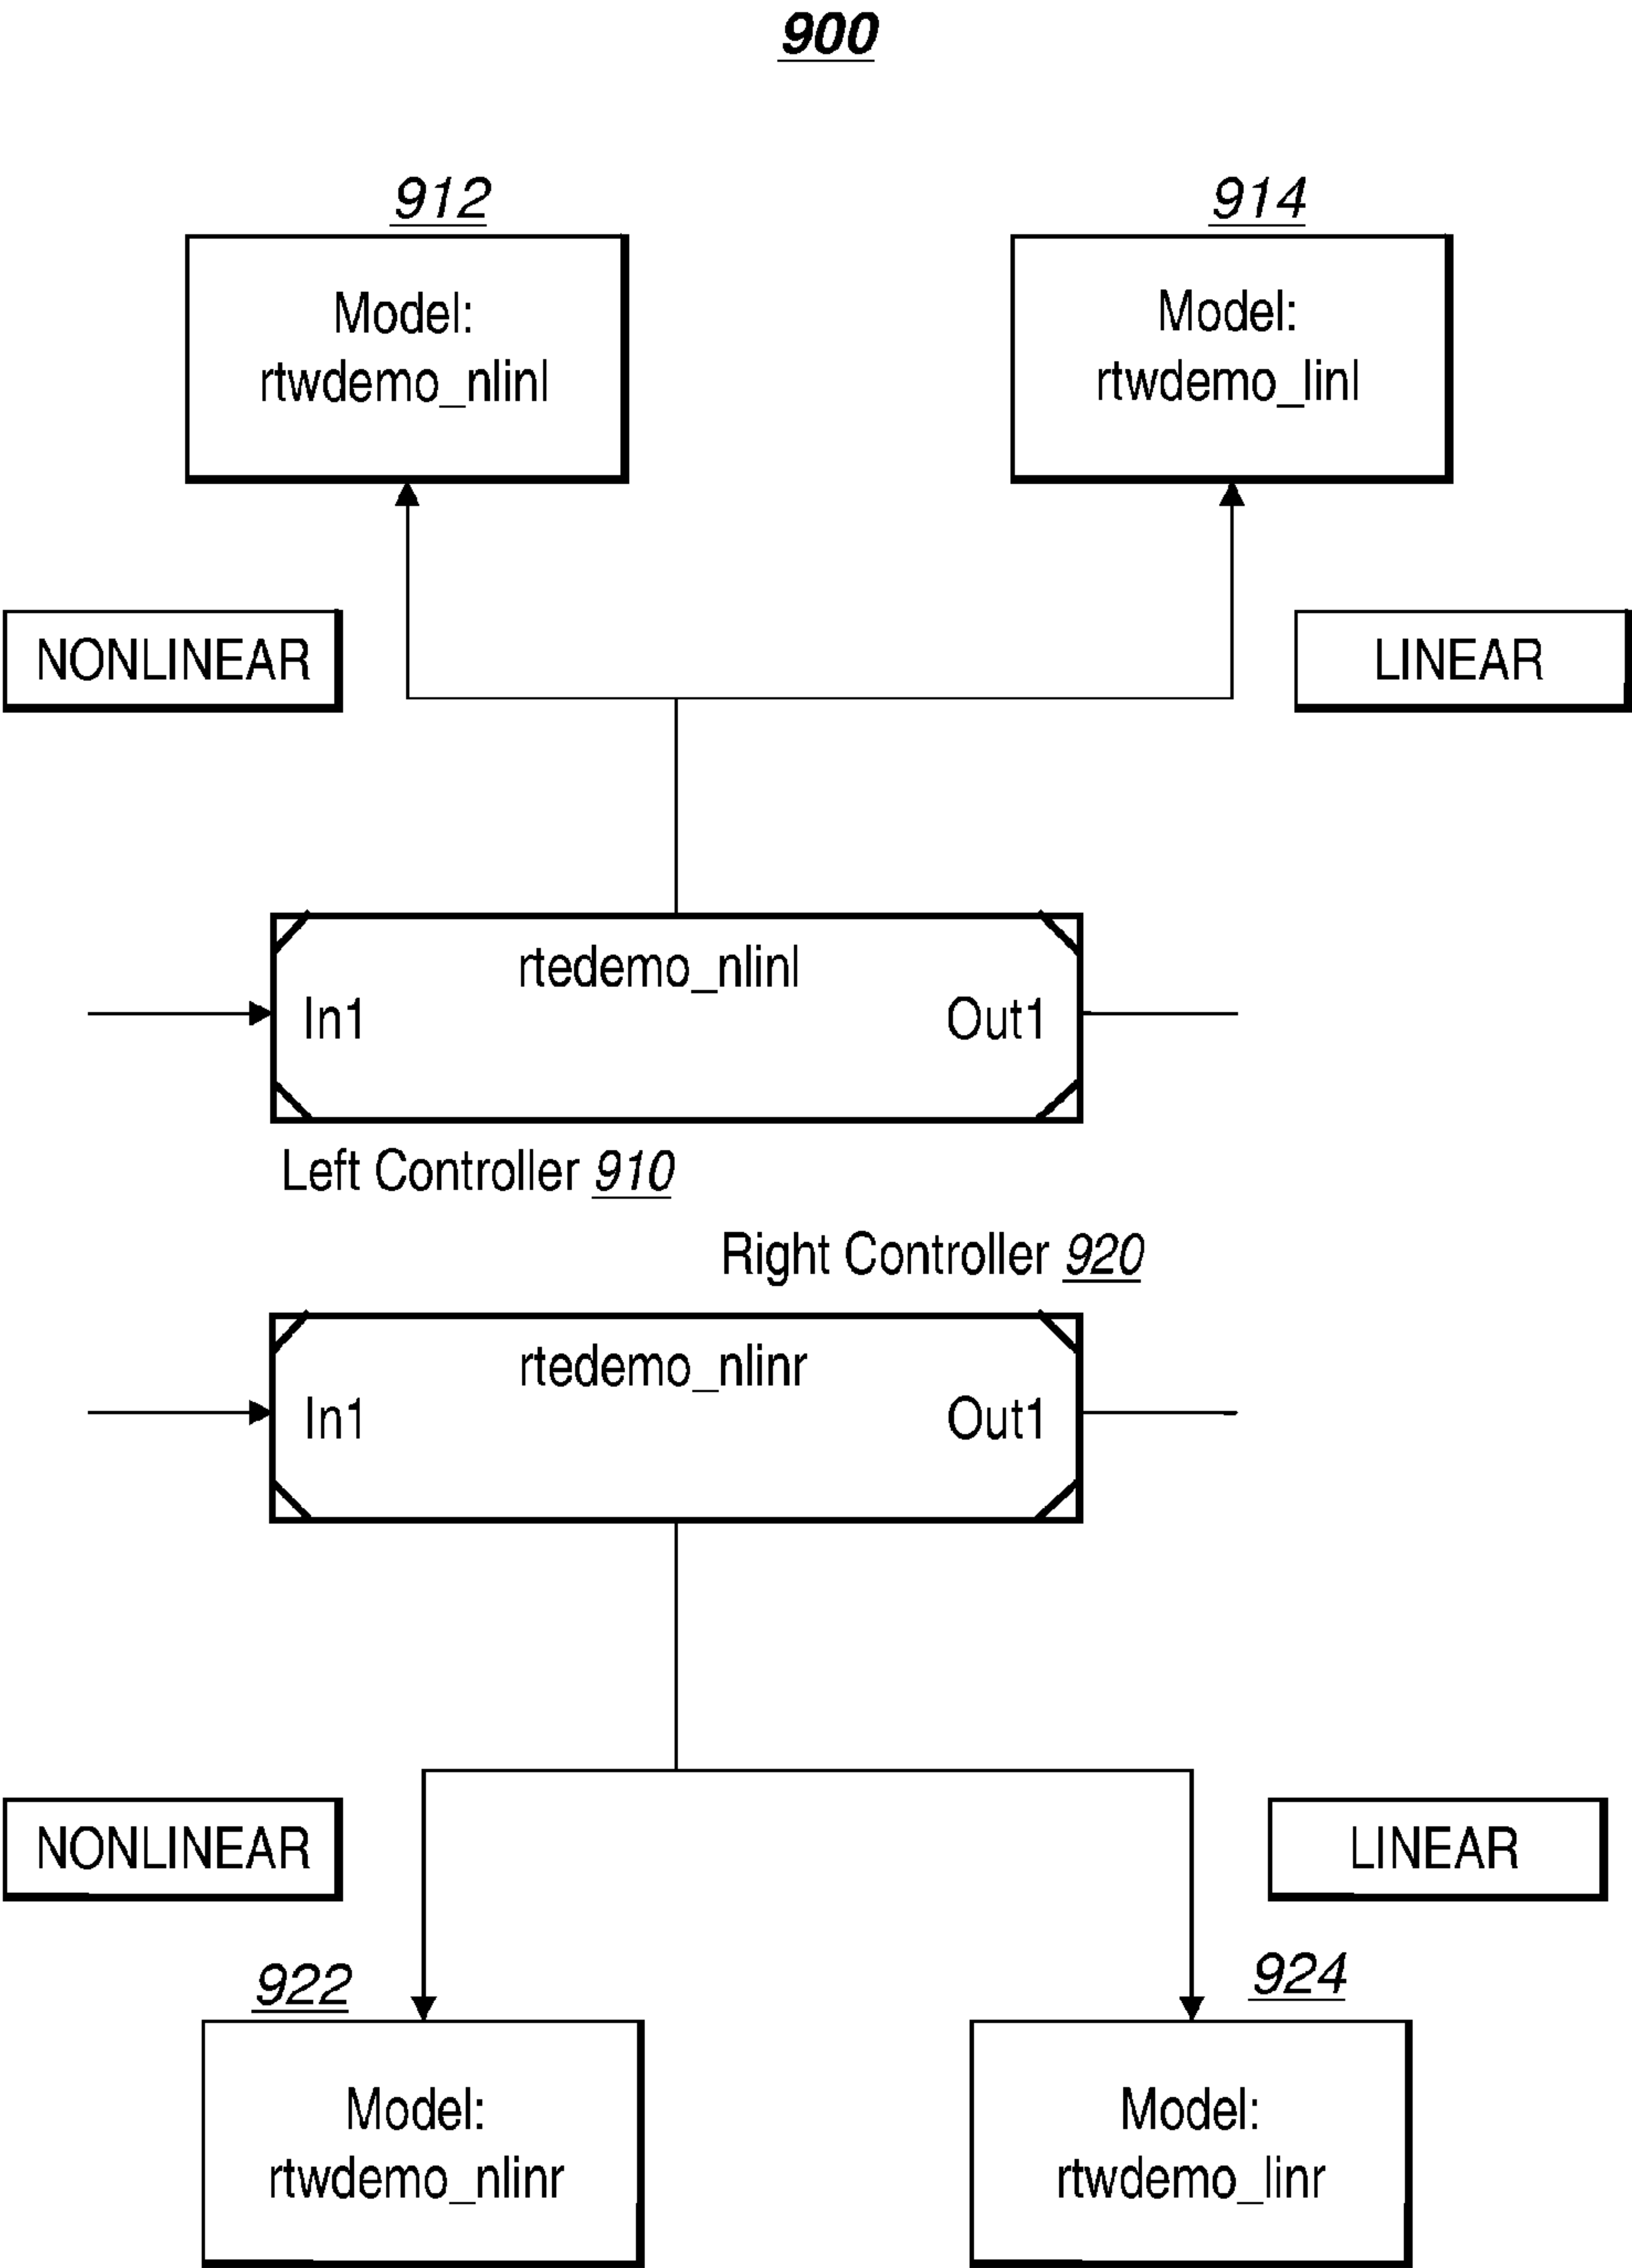 900
912
914
Model:
rtwdemo_nlinl
Model:
rtwdemo_linl
NONLINEAR
LINEAR
rtedemo_nlinl
In1
Out1
Left Controller 910
Right Controller 920
rtedemo_nlinr
In1
Out1
NONLINEAR
LINEAR
922
924
Model:
rtwdemo_nlinr
Model:
rtwdemo_linr